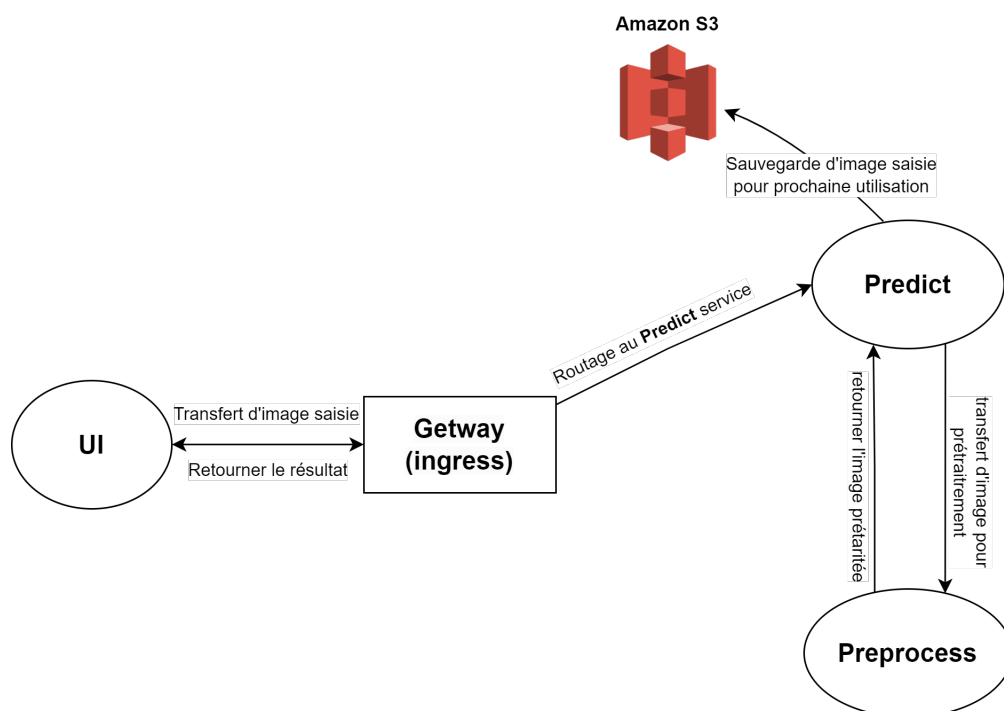 Amazon S3
Sauvegarde d'image saisie
pour prochaine utilisation
Predict
Routage au Predict service
UI
Transfert d'image saisie
Retourner le résultat
Getway
(ingress)
retourner l'image prétaritée
transfert d'image pour
prétraitrement
Preprocess